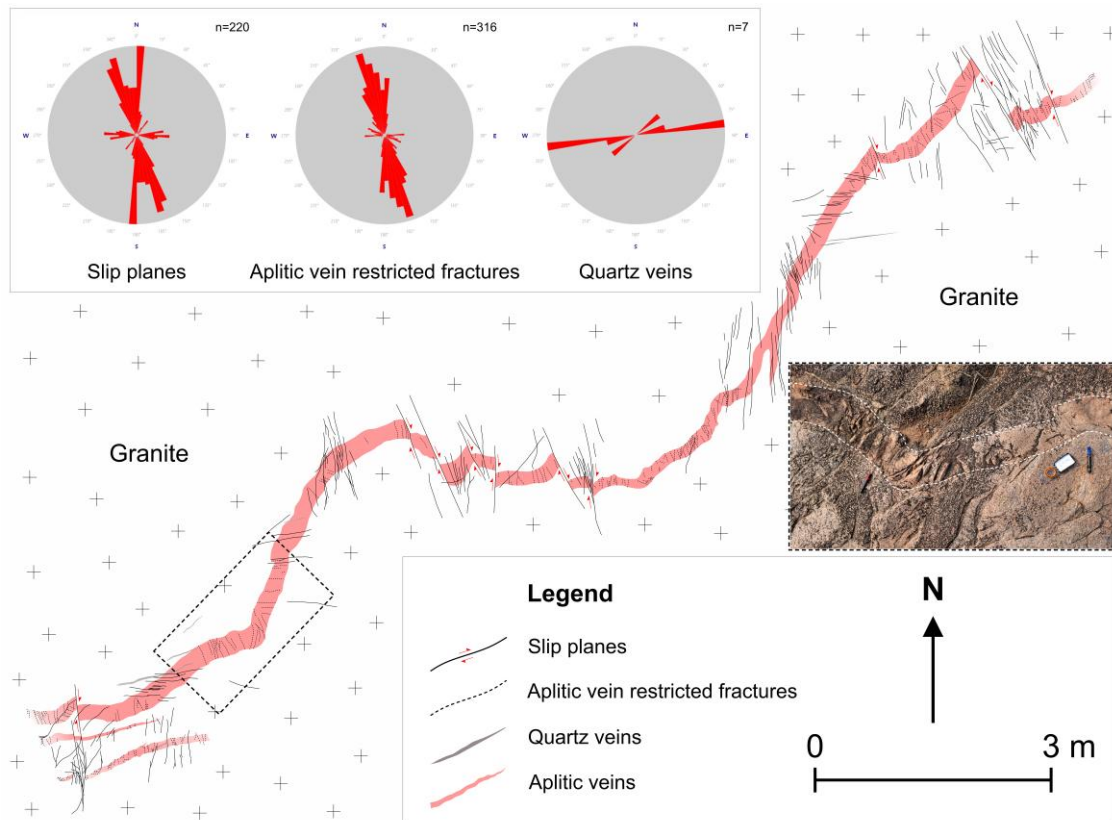 N
n=220
N
n=316
N
n=7
W
E
W
E
W
E
S
S
S
Slip planes
Aplitic vein restricted fractures
Quartz veins
Granite
Granite
Legend
Slip planes
Aplitic vein restricted fractures
Quartz veins
Aplitic veins
N
0
3 m